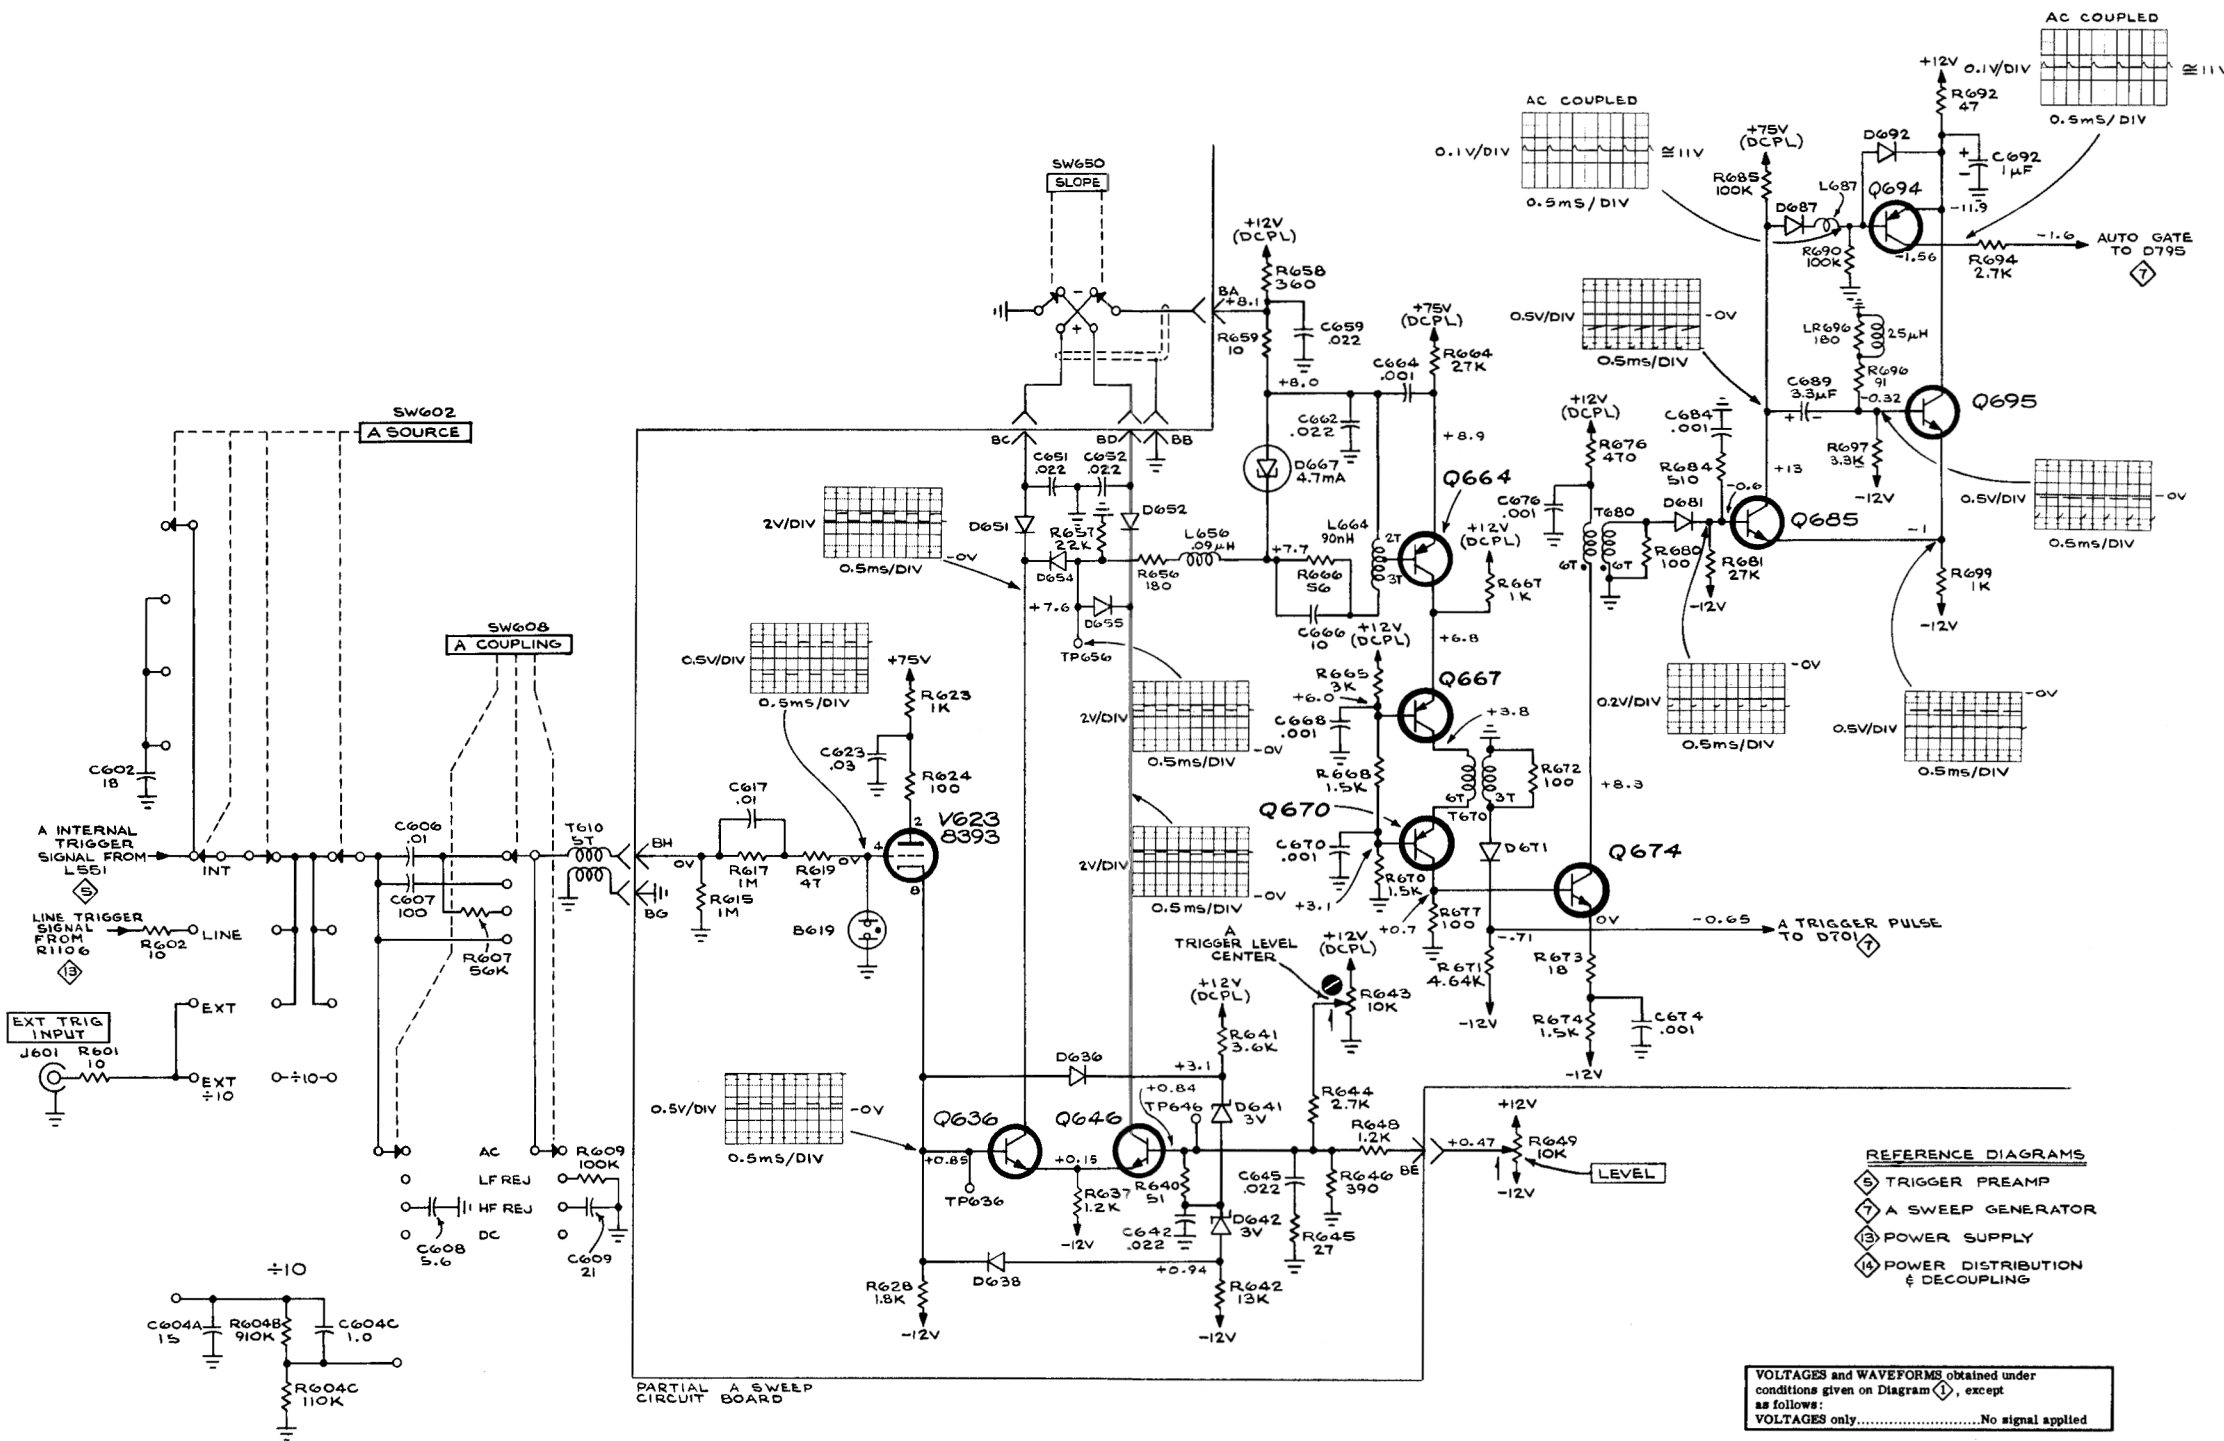 AC COUPLED
+12V
0.1V/DIV
≅11V
R692
47
0.5mS/DIV
AC COUPLED
0.1V/DIV
≅11V
0.5mS/DIV
+75V
(DCPL)
D692
+
-
C692
1µF
R685
100K
L687
Q694
D687
-11.9
R690
100K
-1.56
-1.6
R694
2.7K
AUTO GATE
TO D795
7
SW650
SLOPE
-
+
+12V
(DCPL)
R658
360
BA
+8.1
R659
10
C659
.022
+75V
(DCPL)
R664
27K
C664
.001
+8.0
C662
.022
D667
4.7mA
+8.9
Q664
L664
90nH
2T
3T
+12V
(DCPL)
R667
1K
0.5V/DIV
-0V
0.5ms/DIV
LR696
180
25µH
R696
91
C689
3.3µF
+
-
-0.32
Q695
R697
3.3K
-12V
0.5V/DIV
-0V
0.5ms/DIV
+13
+12V
(DCPL)
R676
470
C684
.001
R684
510
C676
.001
T680
D681
-0.6
Q685
-1
6T
6T
R680
100
R681
27K
-12V
R699
1K
-12V
0.2V/DIV
-0V
0.5ms/DIV
0.5V/DIV
-0V
0.5mS/DIV
SW602
A SOURCE
BC
BD
BB
C651
.022
C652
.022
D651
D652
2V/DIV
-0V
0.5ms/DIV
R657
22K
L656
.09µH
D654
R656
180
+7.6
D655
TP656
+7.7
R666
56
C666
10
+12V
(DCPL)
+6.8
R665
3K
+6.0
Q667
+3.8
C668
.001
R668
1.5K
6T
3T
T670
R672
100
+8.3
Q670
C670
.001
R670
1.5K
+3.1
D671
Q674
0V
+0.7
R677
100
-.71
-0.65
A TRIGGER PULSE
TO D701
7
R671
4.64K
-12V
R673
18
R674
1.5K
C674
.001
-12V
2V/DIV
-0V
0.5ms/DIV
2V/DIV
-0V
0.5mS/DIV
SW608
A COUPLING
0.5V/DIV
0.5ms/DIV
+75V
R623
1K
C623
.03
R624
100
2
V623
8393
4
8
C617
.01
0V
R617
1M
R619
47
0V
R615
1M
B619
BH
BG
T610
5T
C602
18
C606
.01
C607
100
R607
56K
A INTERNAL
TRIGGER
SIGNAL FROM
L551
5
INT
LINE TRIGGER
SIGNAL
FROM
R1106
13
R602
10
LINE
EXT
EXT TRIG
INPUT
J601
R601
10
EXT
÷10
÷10
A
TRIGGER LEVEL
CENTER
+12V
(DCPL)
R643
10K
+12V
(DCPL)
R641
3.6K
D636
+3.1
0.5V/DIV
-0V
0.5mS/DIV
Q636
Q646
+0.84
TP646
D641
3V
R644
2.7K
R648
1.2K
BE
+0.47
+12V
R649
10K
-12V
LEVEL
+0.85
TP636
+0.15
R637
1.2K
-12V
R640
51
C642
.022
D642
3V
C645
.022
R645
27
R646
390
D638
+0.94
R628
1.8K
-12V
R642
13K
-12V
AC
LF REJ
HF REJ
DC
R609
100K
C608
5.6
C609
21
÷10
C604A
15
R604B
910K
C604C
1.0
R604C
110K
PARTIAL A SWEEP
CIRCUIT BOARD
REFERENCE DIAGRAMS
5 TRIGGER PREAMP
7 A SWEEP GENERATOR
13 POWER SUPPLY
14 POWER DISTRIBUTION
& DECOUPLING
VOLTAGES and WAVEFORMS obtained under
conditions given on Diagram 1, except
as follows:
VOLTAGES only..........................No signal applied